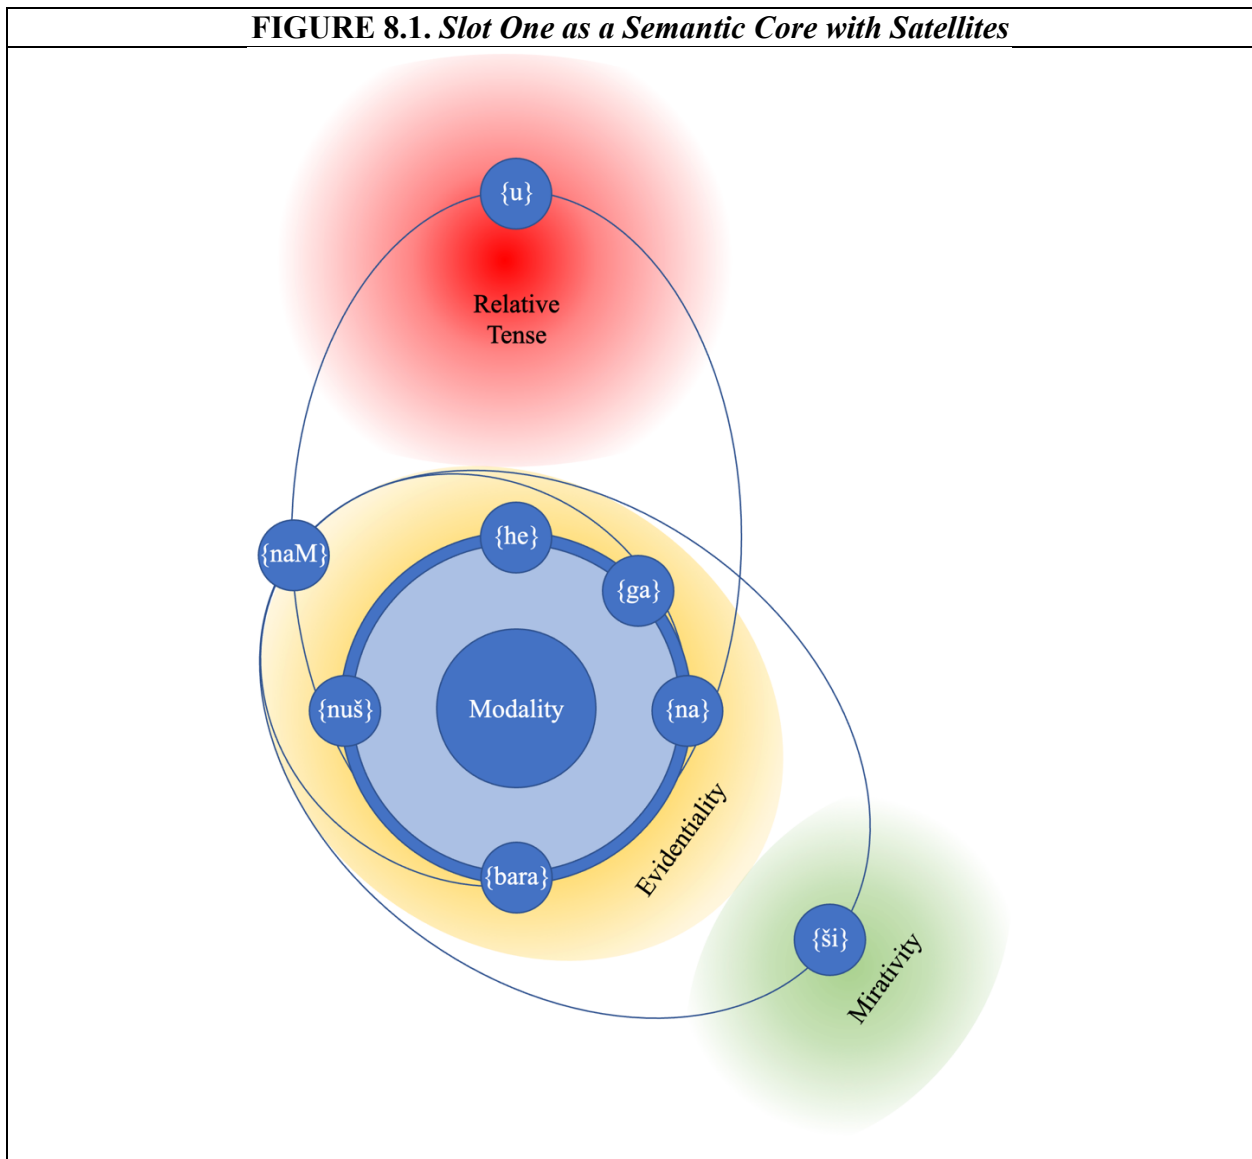 FIGURE 8.1. Slot One as a Semantic Core with Satellites
{u}
Relative
Tense
{he}
{naM}
{ga}
{nuš}
Modality
{na}
Evidentiality
{bara}
{ši}
Mirativity